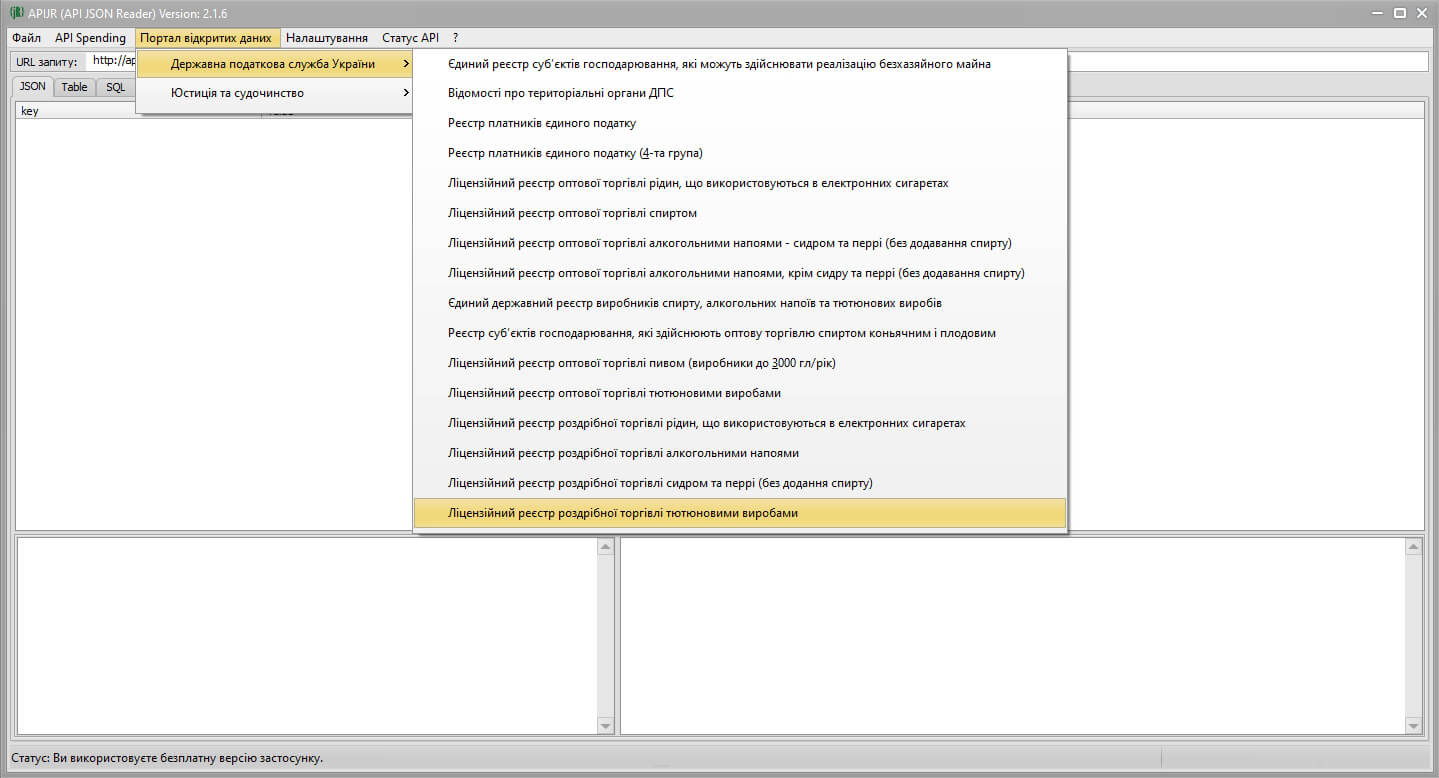 APIJR (API JSON Reader) Version: 2.1.6
Файл API Spending Портал відкритих даних Налаштування Статус API ?
URL запиту: http://ap
Державна податкова служба України
Юстиція та судочинство
JSON Table SQL
key
Єдиний реєстр суб’єктів господарювання, які можуть здійснювати реалізацію безхазяйного майна
Відомості про територіальні органи ДПС
Реєстр платників єдиного податку
Реєстр платників єдиного податку (4-та група)
Ліцензійний реєстр оптової торгівлі рідин, що використовуються в електронних сигаретах
Ліцензійний реєстр оптової торгівлі спиртом
Ліцензійний реєстр оптової торгівлі алкогольними напоями - сидром та перрі (без додавання спирту)
Ліцензійний реєстр оптової торгівлі алкогольними напоями, крім сидру та перрі (без додавання спирту)
Єдиний державний реєстр виробників спирту, алкогольних напоїв та тютюнових виробів
Реєстр суб’єктів господарювання, які здійснюють оптову торгівлю спиртом коньячним і плодовим
Ліцензійний реєстр оптової торгівлі пивом (виробники до 3000 гл/рік)
Ліцензійний реєстр оптової торгівлі тютюновими виробами
Ліцензійний реєстр роздрібної торгівлі рідин, що використовуються в електронних сигаретах
Ліцензійний реєстр роздрібної торгівлі алкогольними напоями
Ліцензійний реєстр роздрібної торгівлі сидром та перрі (без додання спирту)
Ліцензійний реєстр роздрібної торгівлі тютюновими виробами
Статус: Ви використовуєте безплатну версію застосунку.